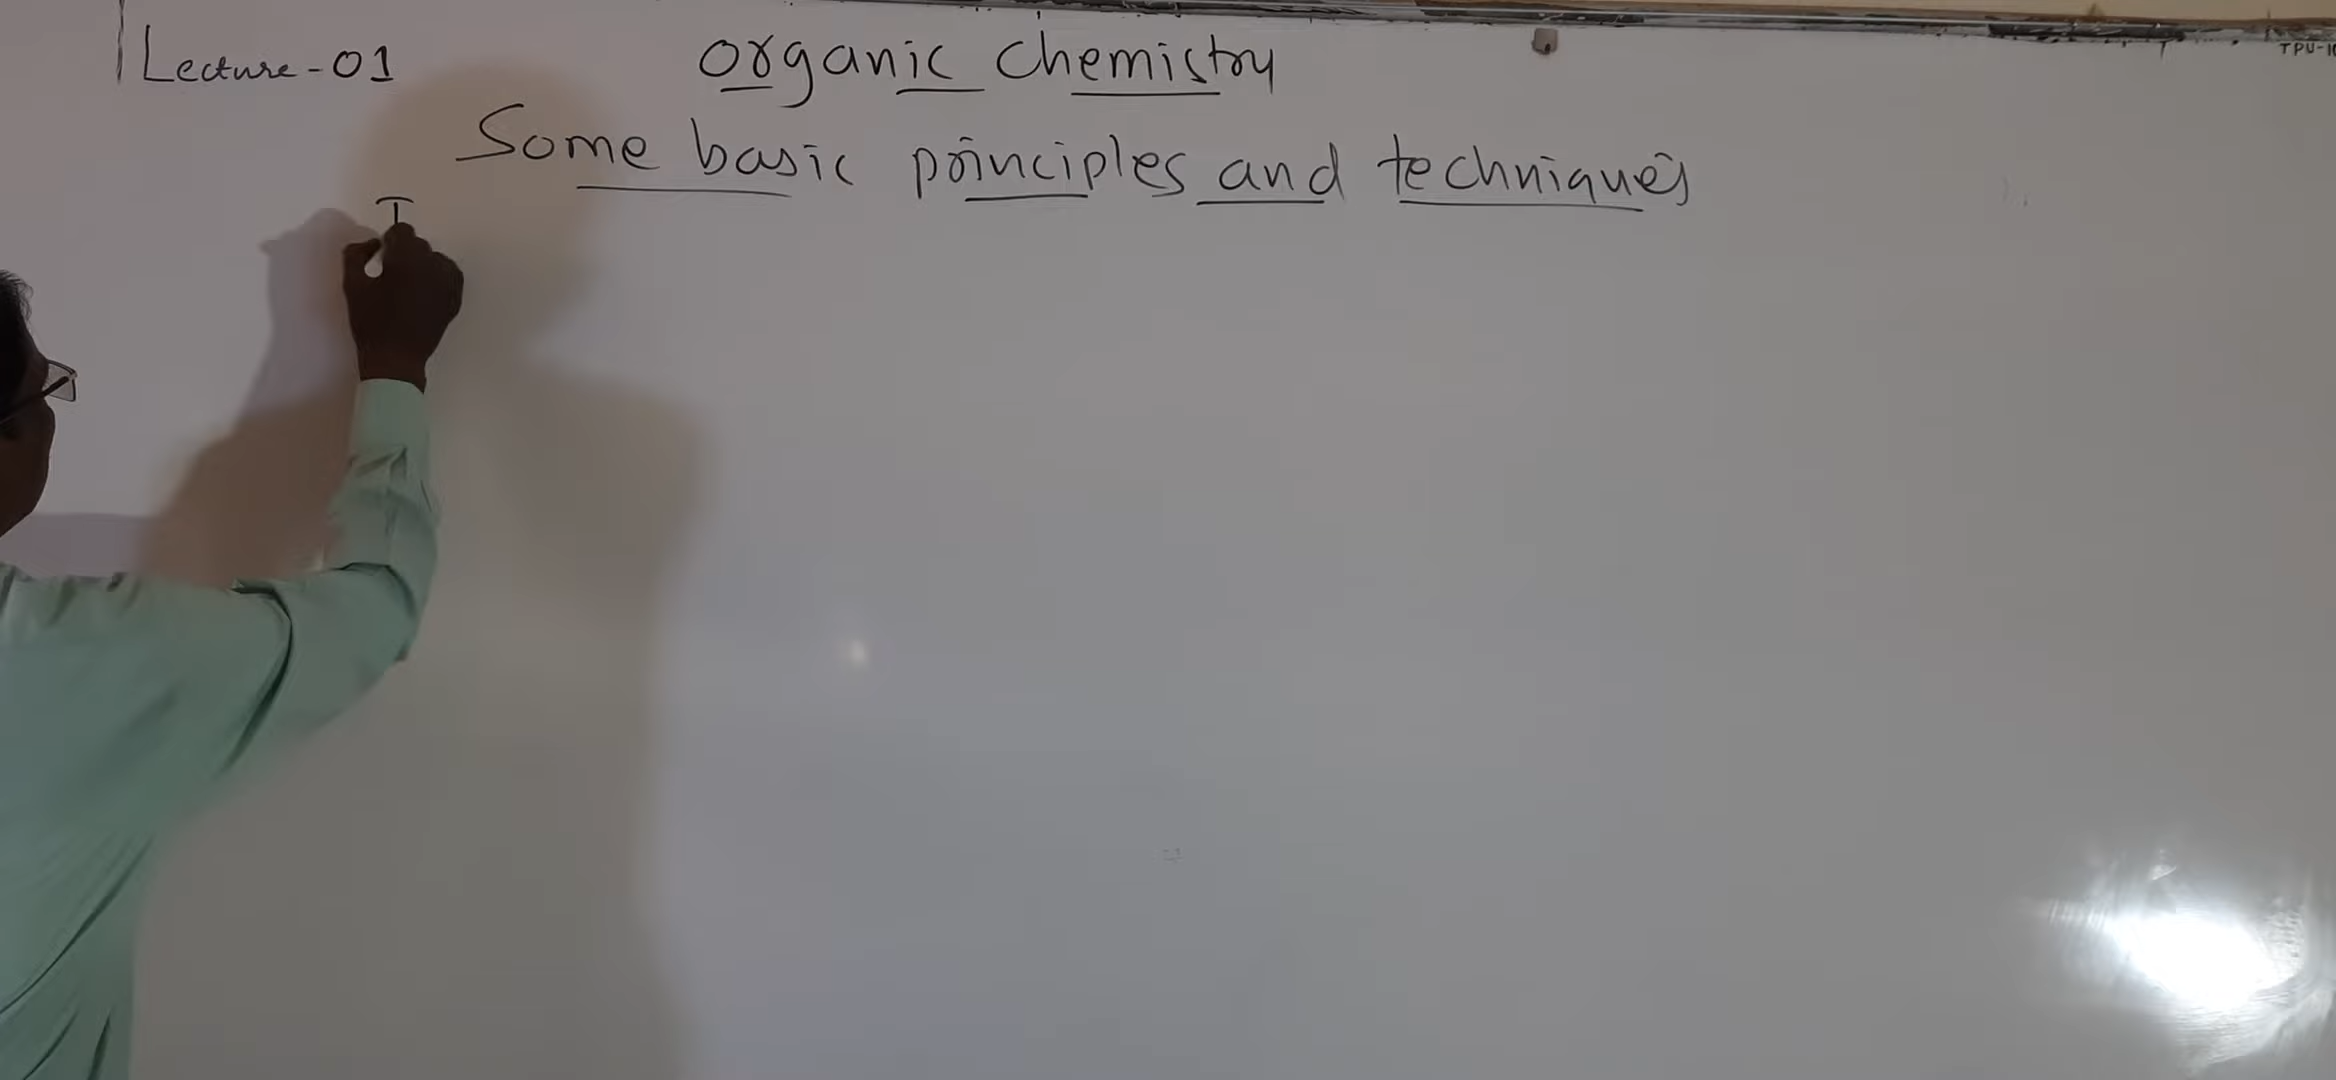 Lecture-01
Organic Chemistry
Some basic principles and techniques
I